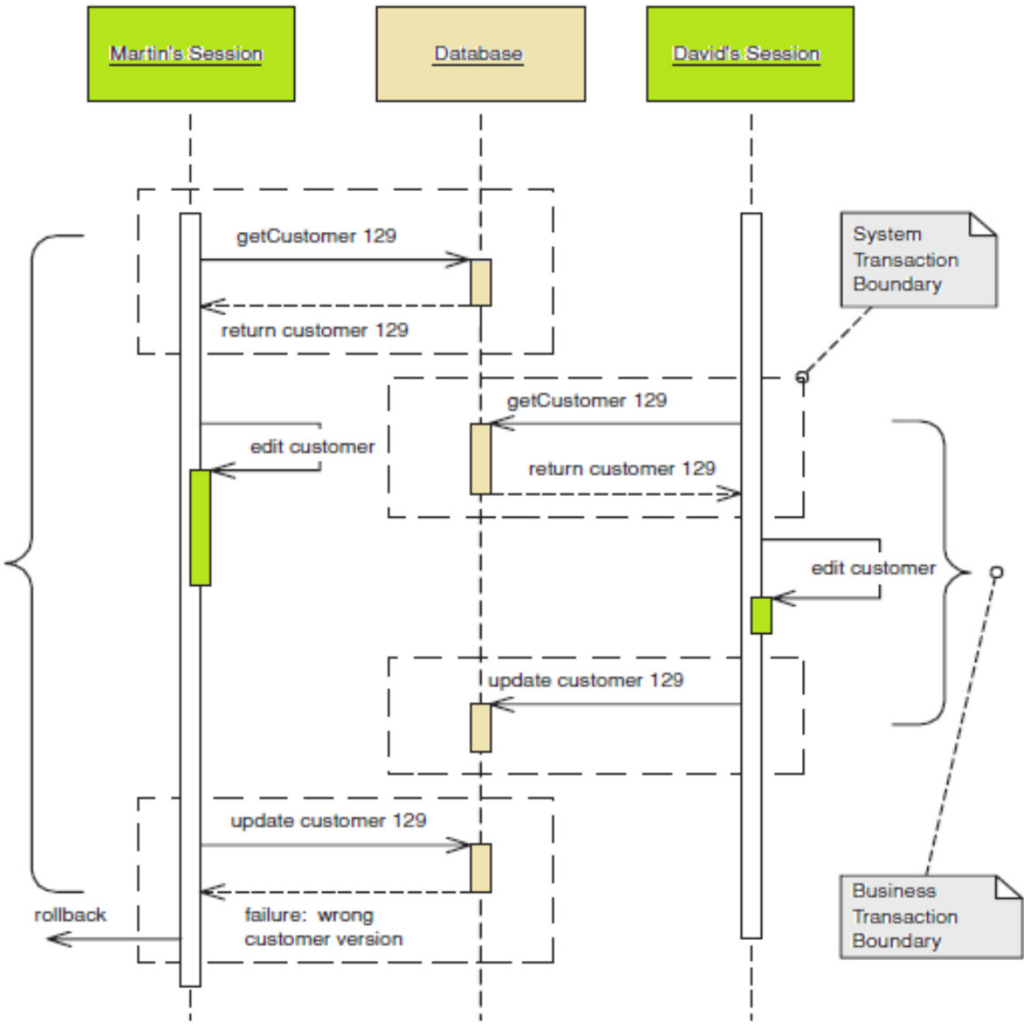 Martin's Session
Database
David's Session
getCustomer 129
return customer 129
System
Transaction
Boundary
getCustomer 129
edit customer
return customer 129
edit customer
update customer 129
update customer 129
rollback
failure: wrong
customer version
Business
Transaction
Boundary